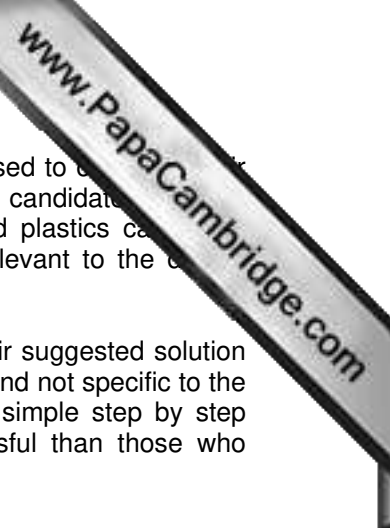 www.PapaCambridge.com
sed to
candidate
d plastics ca
levant to the
ir suggested solution
nd not specific to the
simple step by step
sful than those who